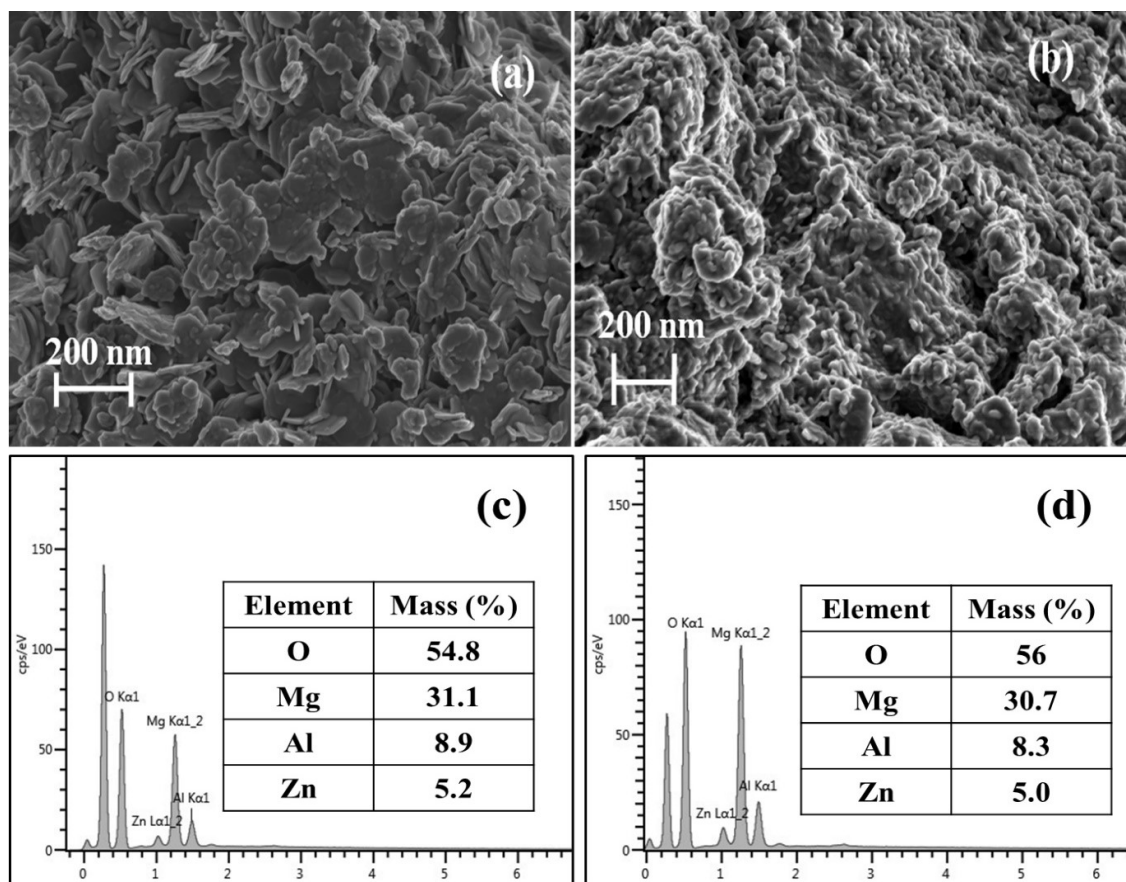 (a)
200 nm
(b)
200 nm
(c)
150
100
50
0
cps/eV
O Kα1
Mg Kα1_2
Zn Lα1_2
Al Kα1
Element Mass (%)
O 54.8
Mg 31.1
Al 8.9
Zn 5.2
0 1 2 3 4 5 6
(d)
150
100
50
0
cps/eV
O Kα1
Mg Kα1_2
Zn Lα1_2
Al Kα1
Element Mass (%)
O 56
Mg 30.7
Al 8.3
Zn 5.0
0 1 2 3 4 5 6